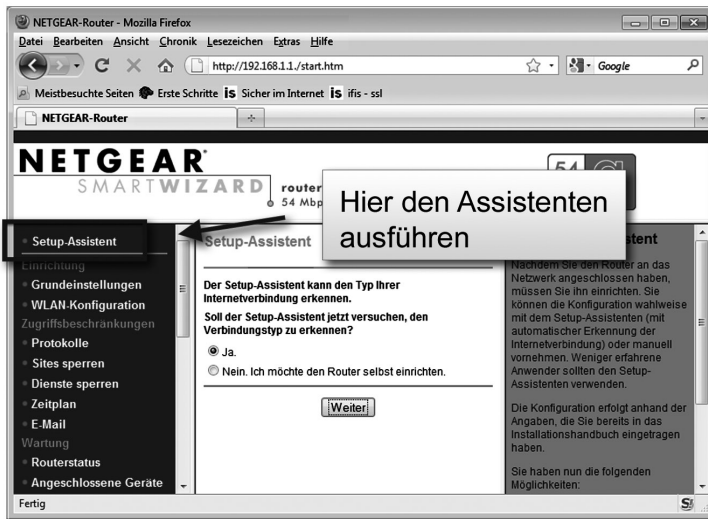 NETGEAR-Router - Mozilla Firefox
Datei Bearbeiten Ansicht Chronik Lesezeichen Extras Hilfe
http://192.168.1.1./start.htm
Google
Meistbesuchte Seiten Erste Schritte is Sicher im Internet is ifis - ssl
NETGEAR-Router
NETGEAR
SMARTWIZARD
router
54 Mbp
54
Hier den Assistenten
ausführen
Setup-Assistent
Einrichtung
Grundeinstellungen
WLAN-Konfiguration
Zugriffsbeschränkungen
Protokolle
Sites sperren
Dienste sperren
Zeitplan
E-Mail
Wartung
Routerstatus
Angeschlossene Geräte
Setup-Assistent
Der Setup-Assistent kann den Typ Ihrer
Internetverbindung erkennen.
Soll der Setup-Assistent jetzt versuchen, den
Verbindungstyp zu erkennen?
Ja.
Nein. Ich möchte den Router selbst einrichten.
Weiter
tent
Nachdem Sie den Router an das
Netzwerk angeschlossen haben,
müssen Sie ihn einrichten. Sie
können die Konfiguration wahlweise
mit dem Setup-Assistenten (mit
automatischer Erkennung der
Internetverbindung) oder manuell
vornehmen. Weniger erfahrene
Anwender sollten den Setup-
Assistenten verwenden.
Die Konfiguration erfolgt anhand der
Angaben, die Sie bereits in das
Installationshandbuch eingetragen
haben.
Sie haben nun die folgenden
Möglichkeiten:
Fertig